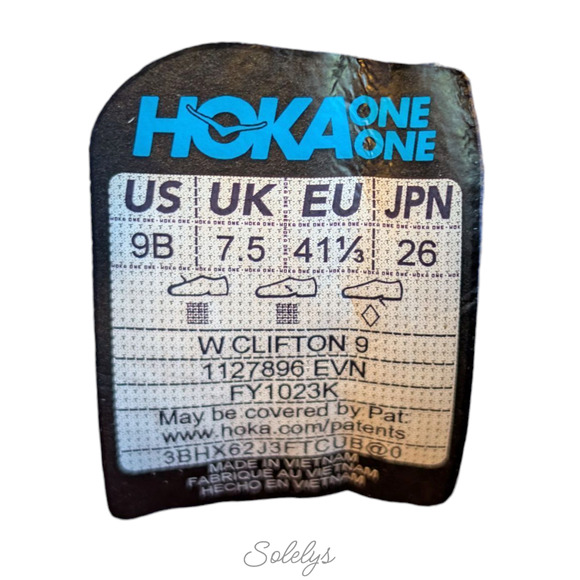 HOKA ONE ONE
US UK EU JPN
9B 7.5 41⅓ 26
W CLIFTON 9
1127896 EVN
FY1023K
May be covered by Pat:
www.hoka.com/patents
3BHX62J3FTCUB@0
MADE IN VIETNAM
FABRIQUE AU VIETNAM
HECHO EN VIETNAM
Solelys